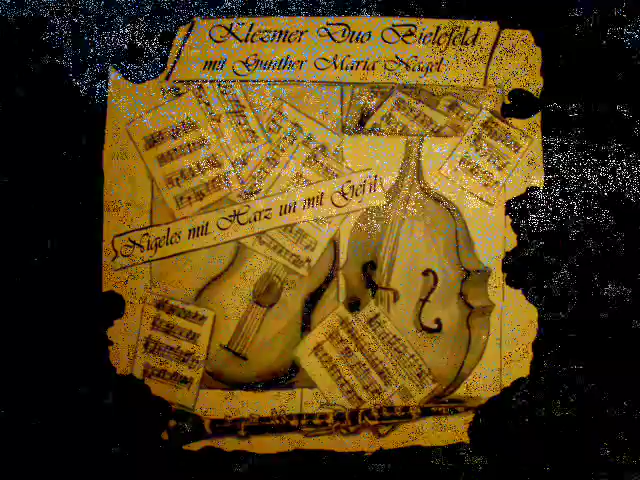 Klezmer Duo Bielefeld
mit Gunther Maria Nagel
Nigeles mit Harz un mit Gefil